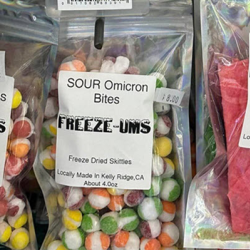 SOUR Omicron
Bites
$8.00
FREEZE-UMS
Freeze Dried Skittles
Locally Made In Kelly Ridge,CA
About 4.0oz